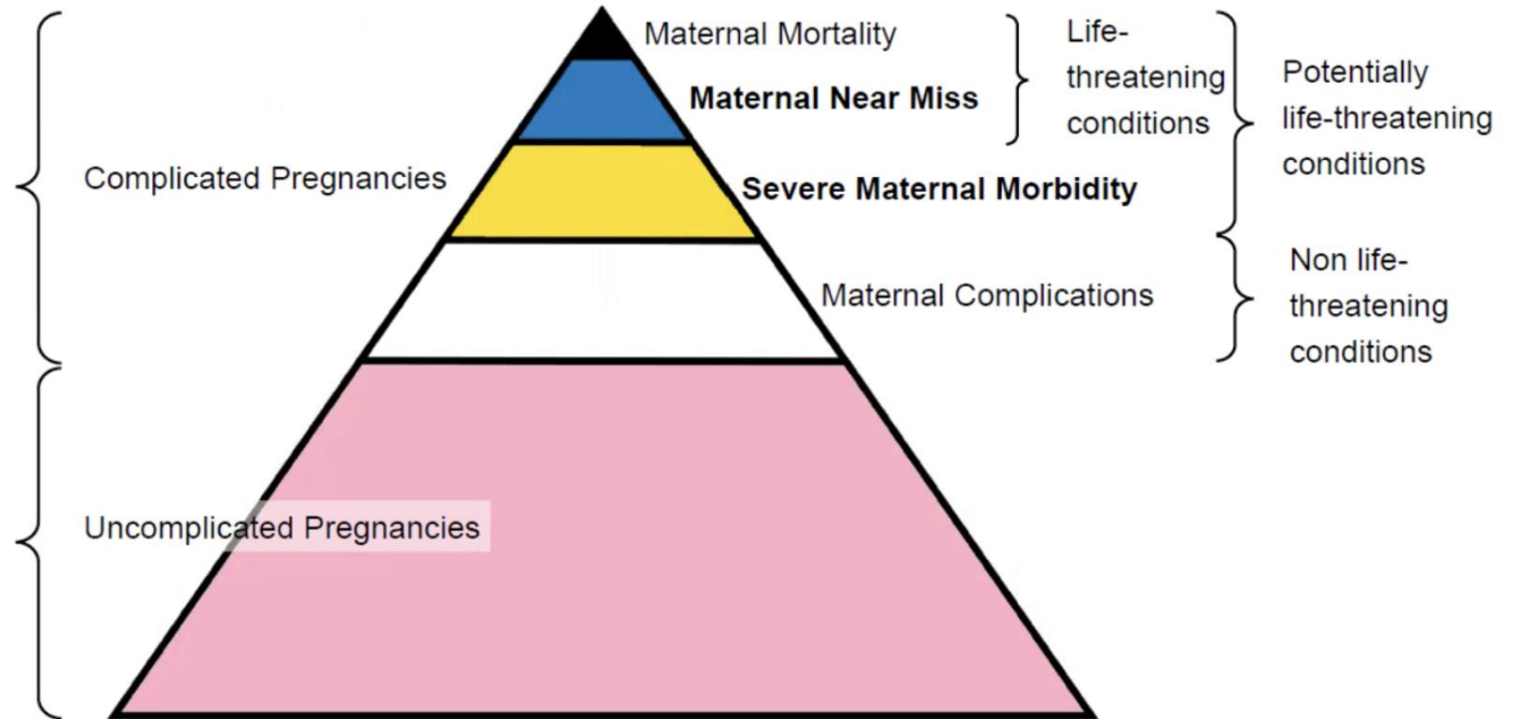 Maternal Mortality
Maternal Near Miss
Life-
threatening
conditions
Potentially
life-threatening
conditions
Complicated Pregnancies
Severe Maternal Morbidity
Maternal Complications
Non life-
threatening
conditions
Uncomplicated Pregnancies